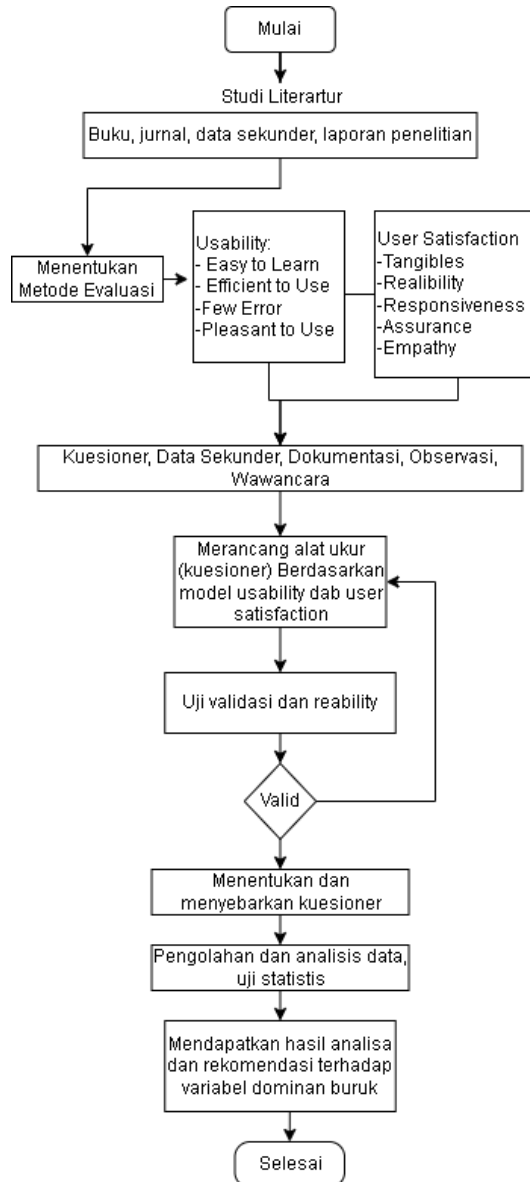 Mulai
Studi Literartur
Buku, jurnal, data sekunder, laporan penelitian
Menentukan
Metode Evaluasi
Usability:
- Easy to Learn
- Efficient to Use
-Few Error
-Pleasant to Use
User Satisfaction
-Tangibles
-Realibility
-Responsiveness
-Assurance
-Empathy
Kuesioner, Data Sekunder, Dokumentasi, Observasi,
Wawancara
Merancang alat ukur
(kuesioner) Berdasarkan
model usability dab user
satisfaction
Uji validasi dan reability
Valid
Menentukan dan
menyebarkan kuesioner
Pengolahan dan analisis data,
uji statistis
Mendapatkan hasil analisa
dan rekomendasi terhadap
variabel dominan buruk
Selesai